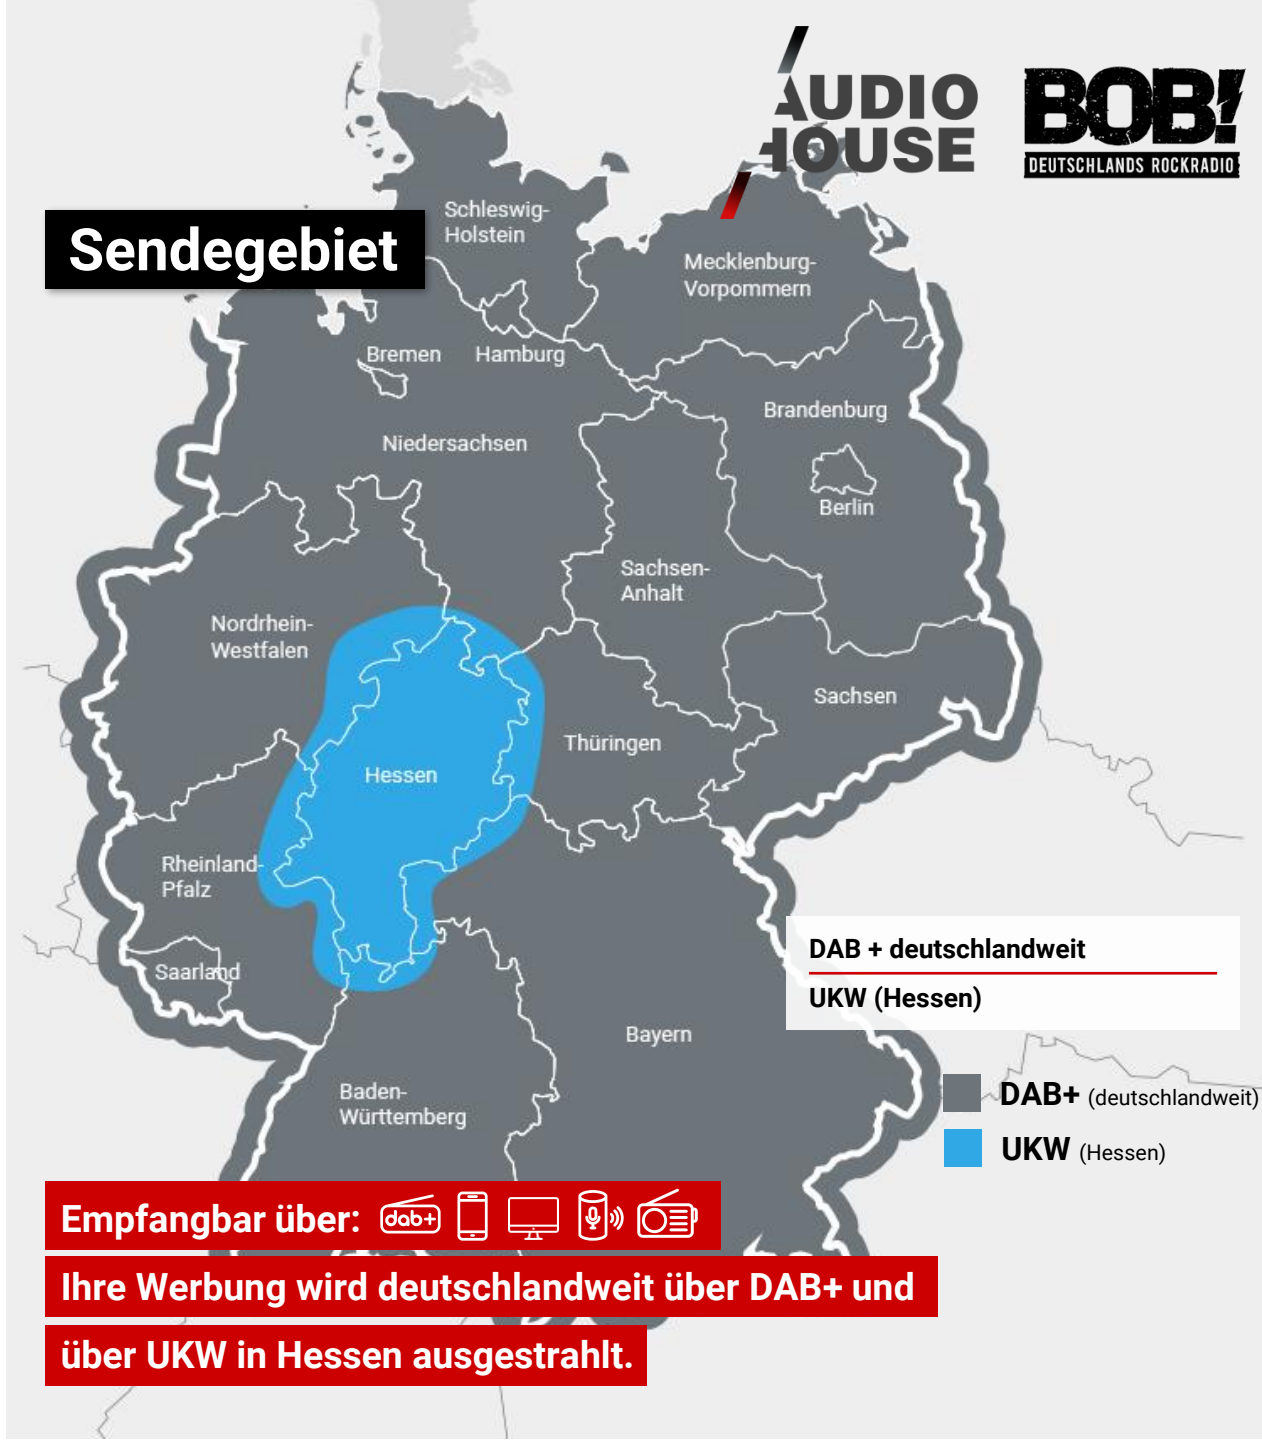 AUDIO
HOUSE
BOB!
DEUTSCHLANDS ROCKRADIO
Sendegebiet
Schleswig-
Holstein
Mecklenburg-
Vorpommern
Bremen
Hamburg
Brandenburg
Niedersachsen
Berlin
Sachsen-
Anhalt
Nordrhein-
Westfalen
Sachsen
Thüringen
Hessen
Rheinland-
Pfalz
Saarland
Bayern
Baden-
Württemberg
DAB + deutschlandweit
UKW (Hessen)
DAB+ (deutschlandweit)
UKW (Hessen)
Empfangbar über: dab+
Ihre Werbung wird deutschlandweit über DAB+ und
über UKW in Hessen ausgestrahlt.